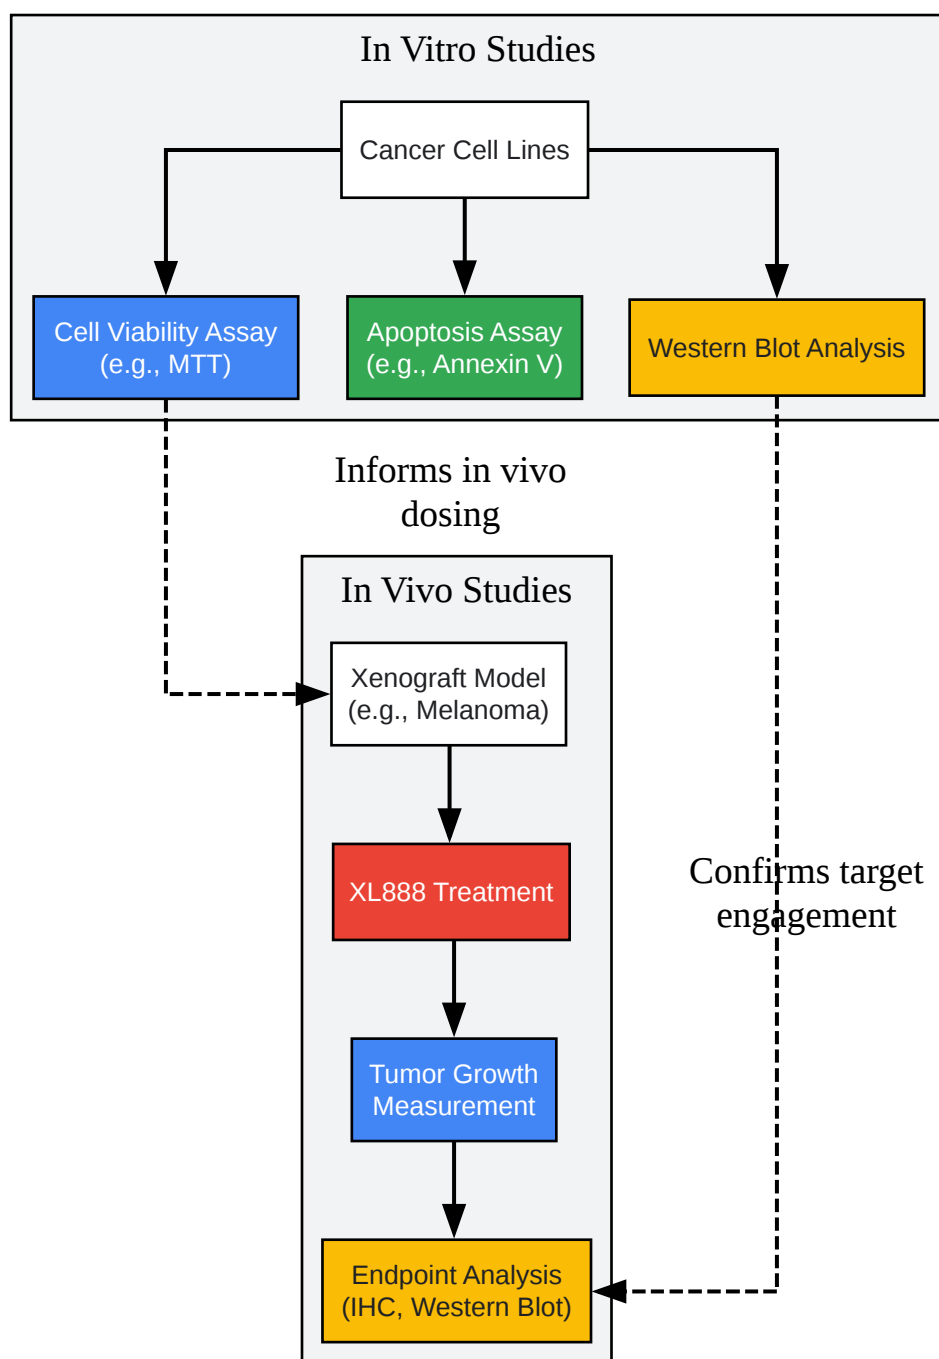 In Vitro Studies
Cancer Cell Lines
Cell Viability Assay
(e.g., MTT)
Apoptosis Assay
(e.g., Annexin V)
Western Blot Analysis
Informs in vivo
dosing
In Vivo Studies
Xenograft Model
(e.g., Melanoma)
XL888 Treatment
Confirms target
engagement
Tumor Growth
Measurement
Endpoint Analysis
(IHC, Western Blot)